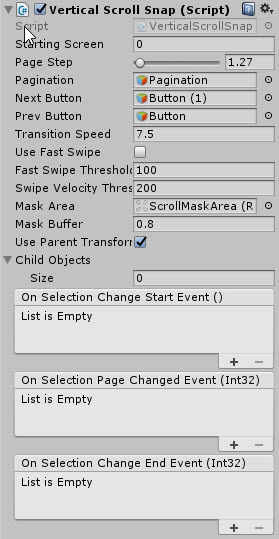 Vertical Scroll Snap (Script)
Script VerticalScrollSnap
Starting Screen 0
Page Step 1.27
Pagination Pagination
Next Button Button (1)
Prev Button Button
Transition Speed 7.5
Use Fast Swipe
Fast Swipe Threshold 100
Swipe Velocity Thres 200
Mask Area ScrollMaskArea (R
Mask Buffer 0.8
Use Parent Transforr
Child Objects
Size 0
On Selection Change Start Event ()
List is Empty
+ −
On Selection Page Changed Event (Int32)
List is Empty
+ −
On Selection Change End Event (Int32)
List is Empty
+ −